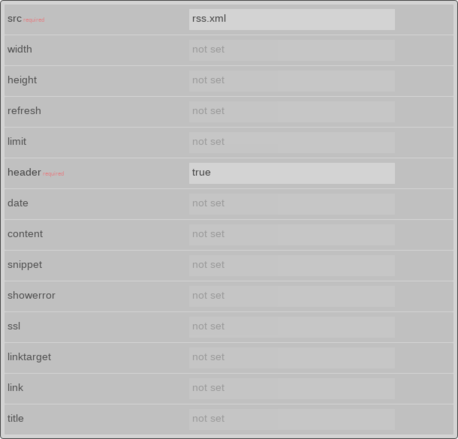 src required rss.xml
width not set
height not set
refresh not set
limit not set
header required true
date not set
content not set
snippet not set
showerror not set
ssl not set
linktarget not set
link not set
title not set